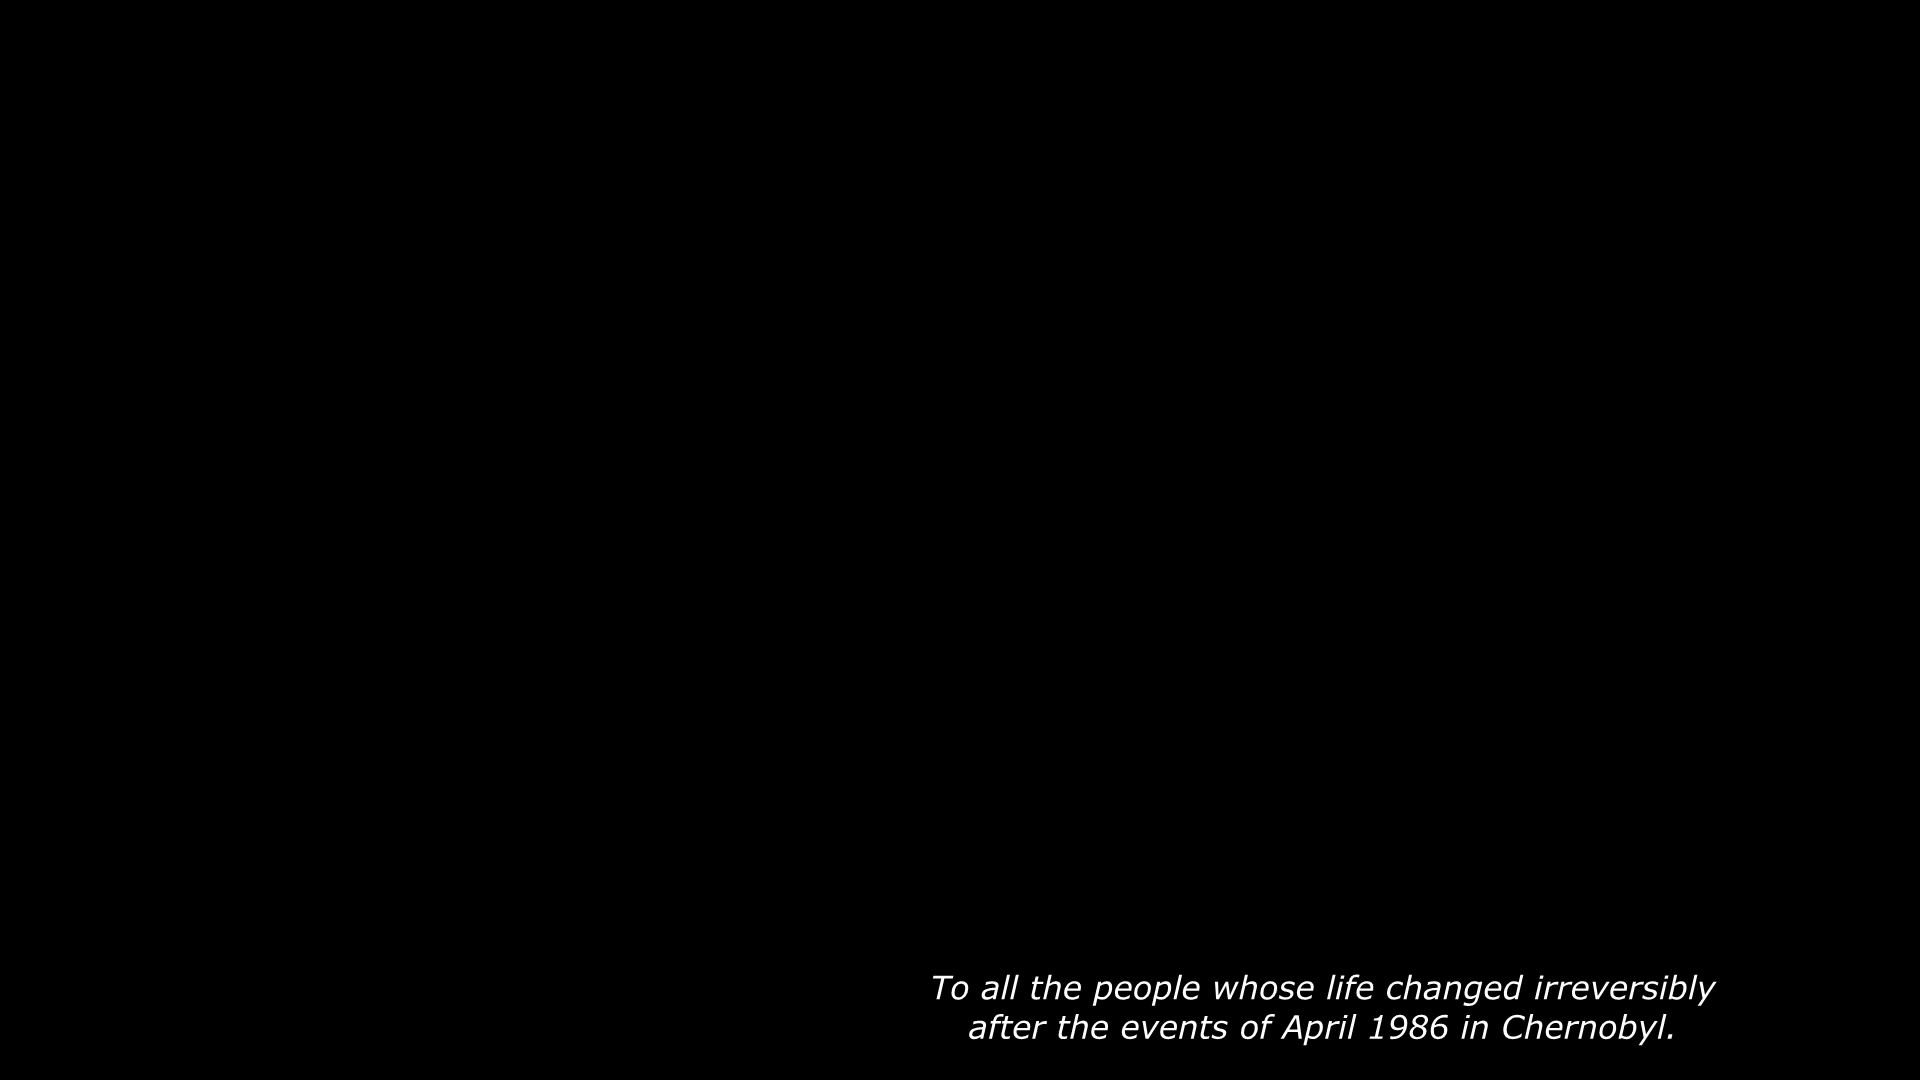 To all the people whose life changed irreversibly
after the events of April 1986 in Chernobyl.